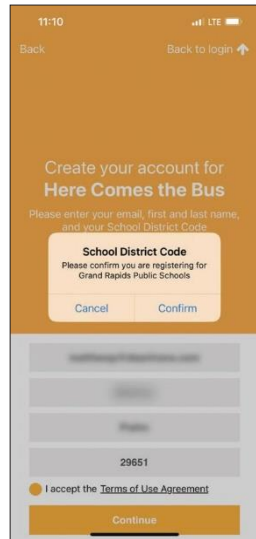 11:10
LTE
Back
Back to login
Create your account for
Here Comes the Bus
Please enter your email, first and last name,
and your School District Code
School District Code
Please confirm you are registering for
Grand Rapids Public Schools
Cancel
Confirm
29651
I accept the Terms of Use Agreement
Continue